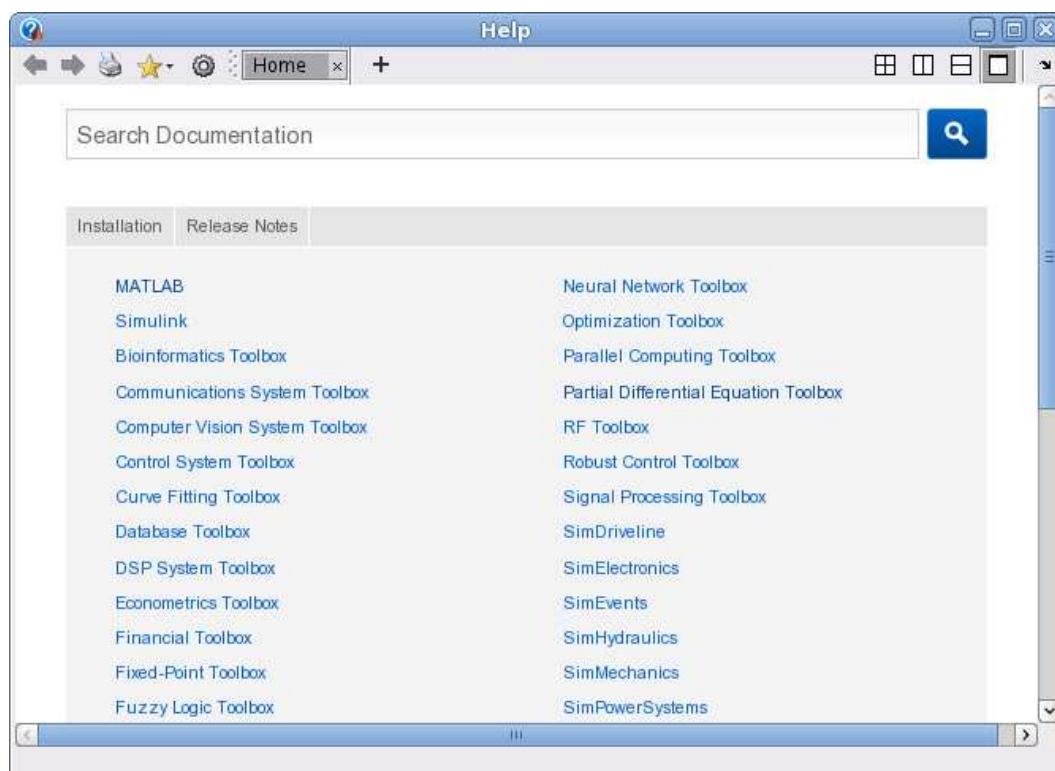 Help
Home
Search Documentation
Installation
Release Notes
MATLAB
Simulink
Bioinformatics Toolbox
Communications System Toolbox
Computer Vision System Toolbox
Control System Toolbox
Curve Fitting Toolbox
Database Toolbox
DSP System Toolbox
Econometrics Toolbox
Financial Toolbox
Fixed-Point Toolbox
Fuzzy Logic Toolbox
Neural Network Toolbox
Optimization Toolbox
Parallel Computing Toolbox
Partial Differential Equation Toolbox
RF Toolbox
Robust Control Toolbox
Signal Processing Toolbox
SimDriveline
SimElectronics
SimEvents
SimHydraulics
SimMechanics
SimPowerSystems